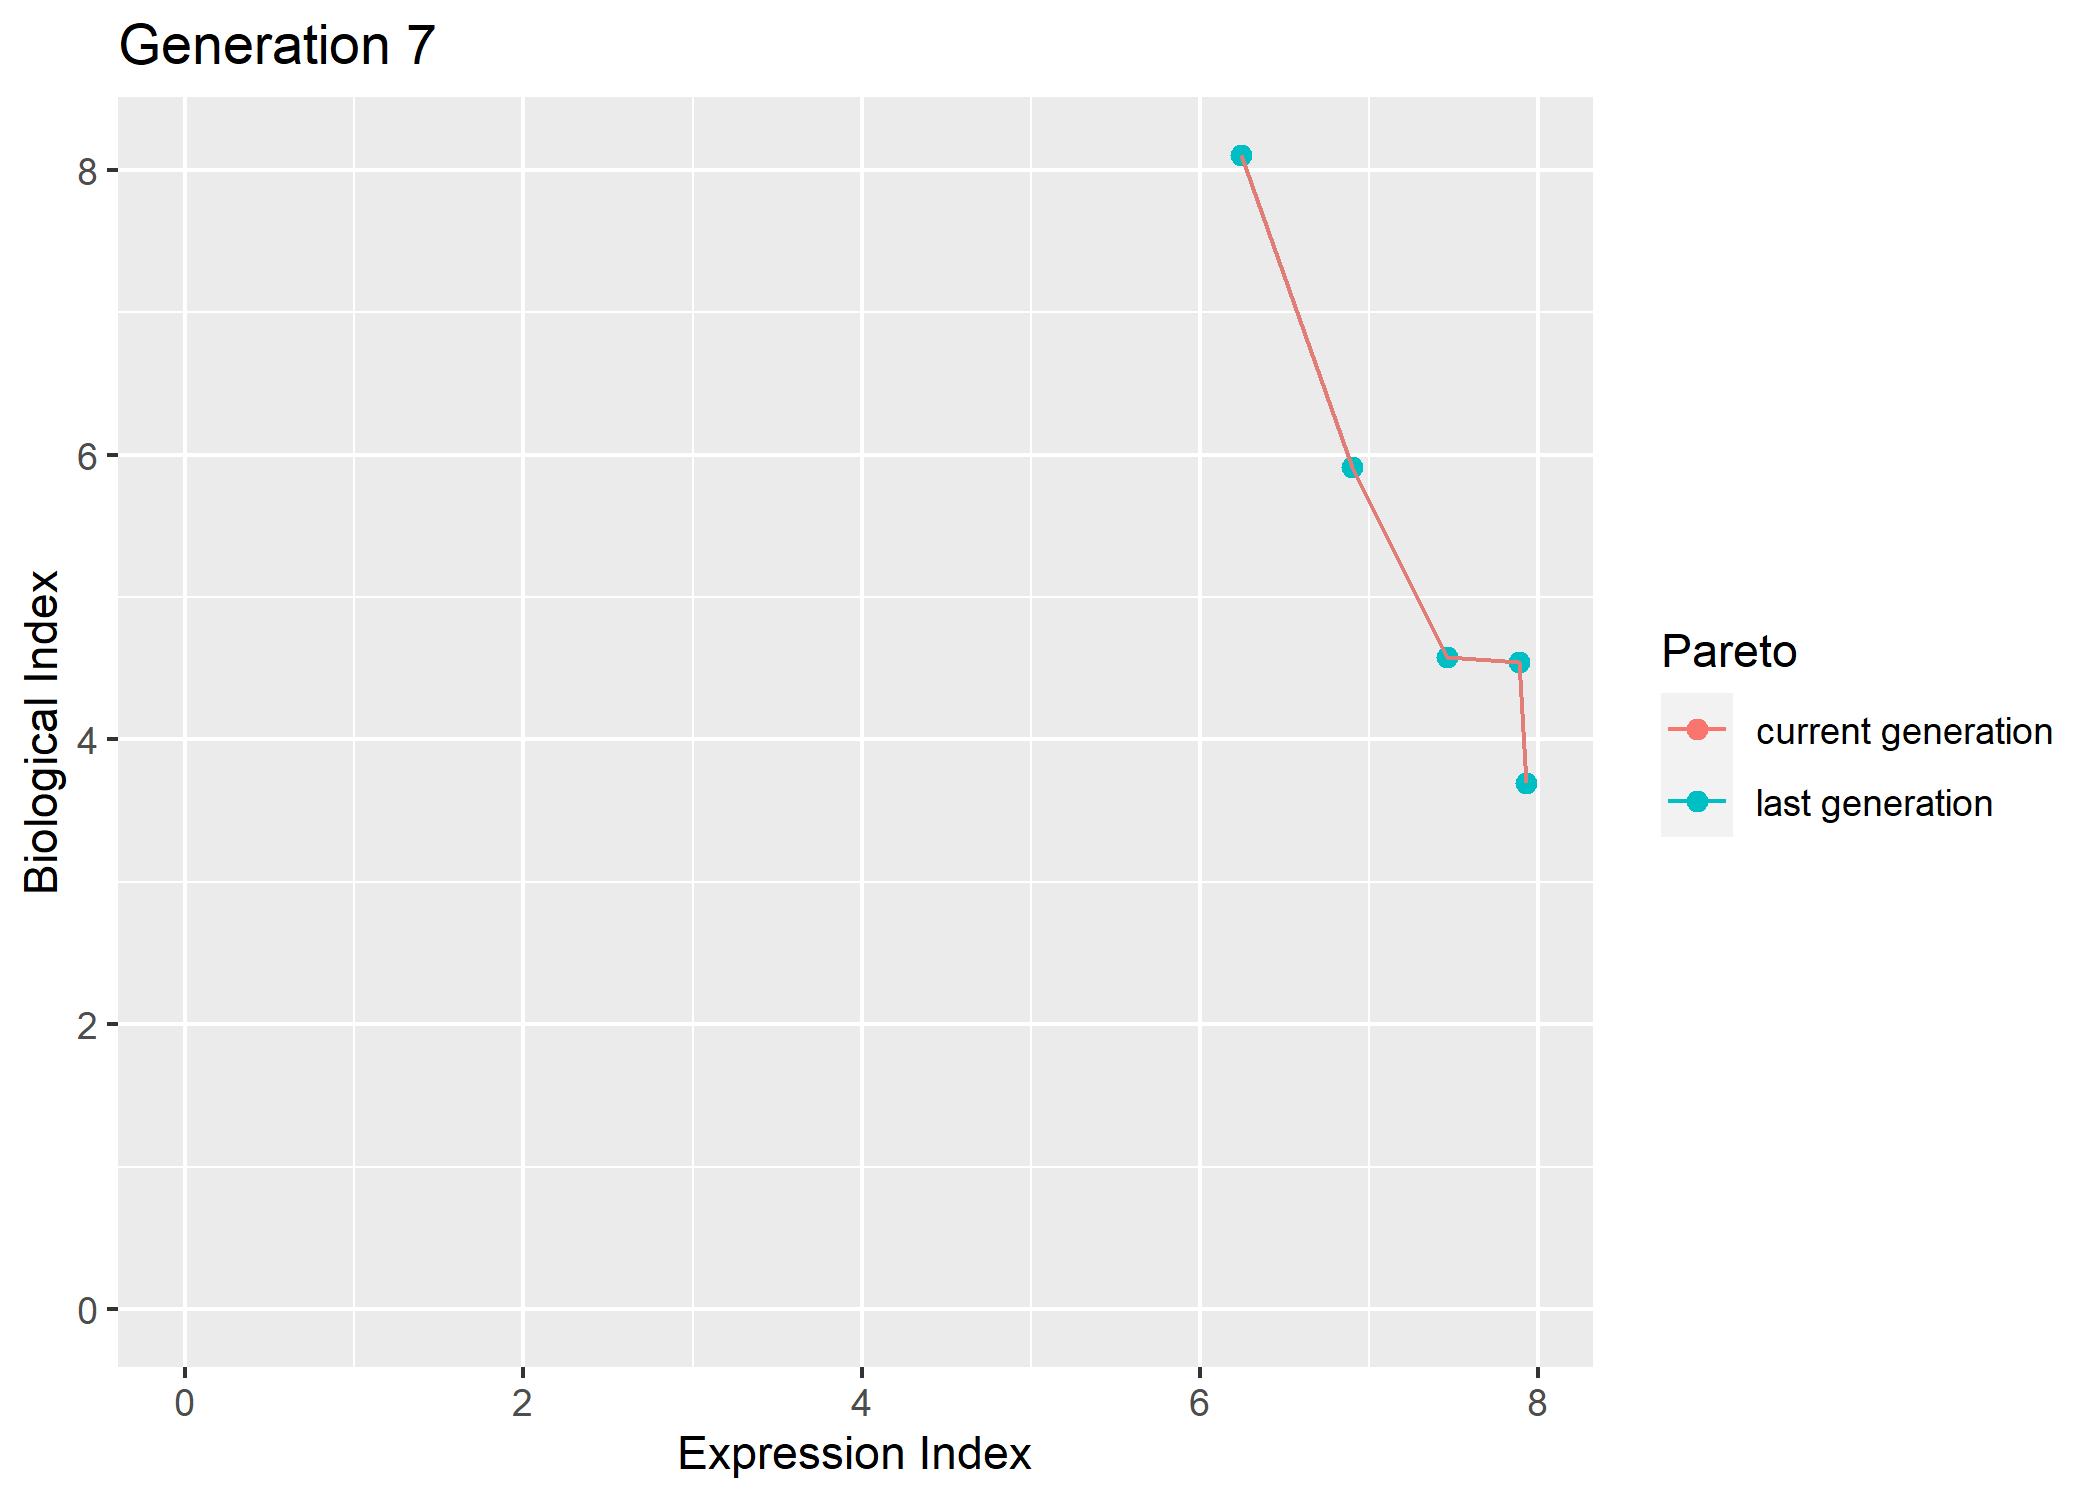 Generation 7
Biological Index
8
6
4
2
0
0 2 4 6 8
Expression Index
Pareto
current generation
last generation